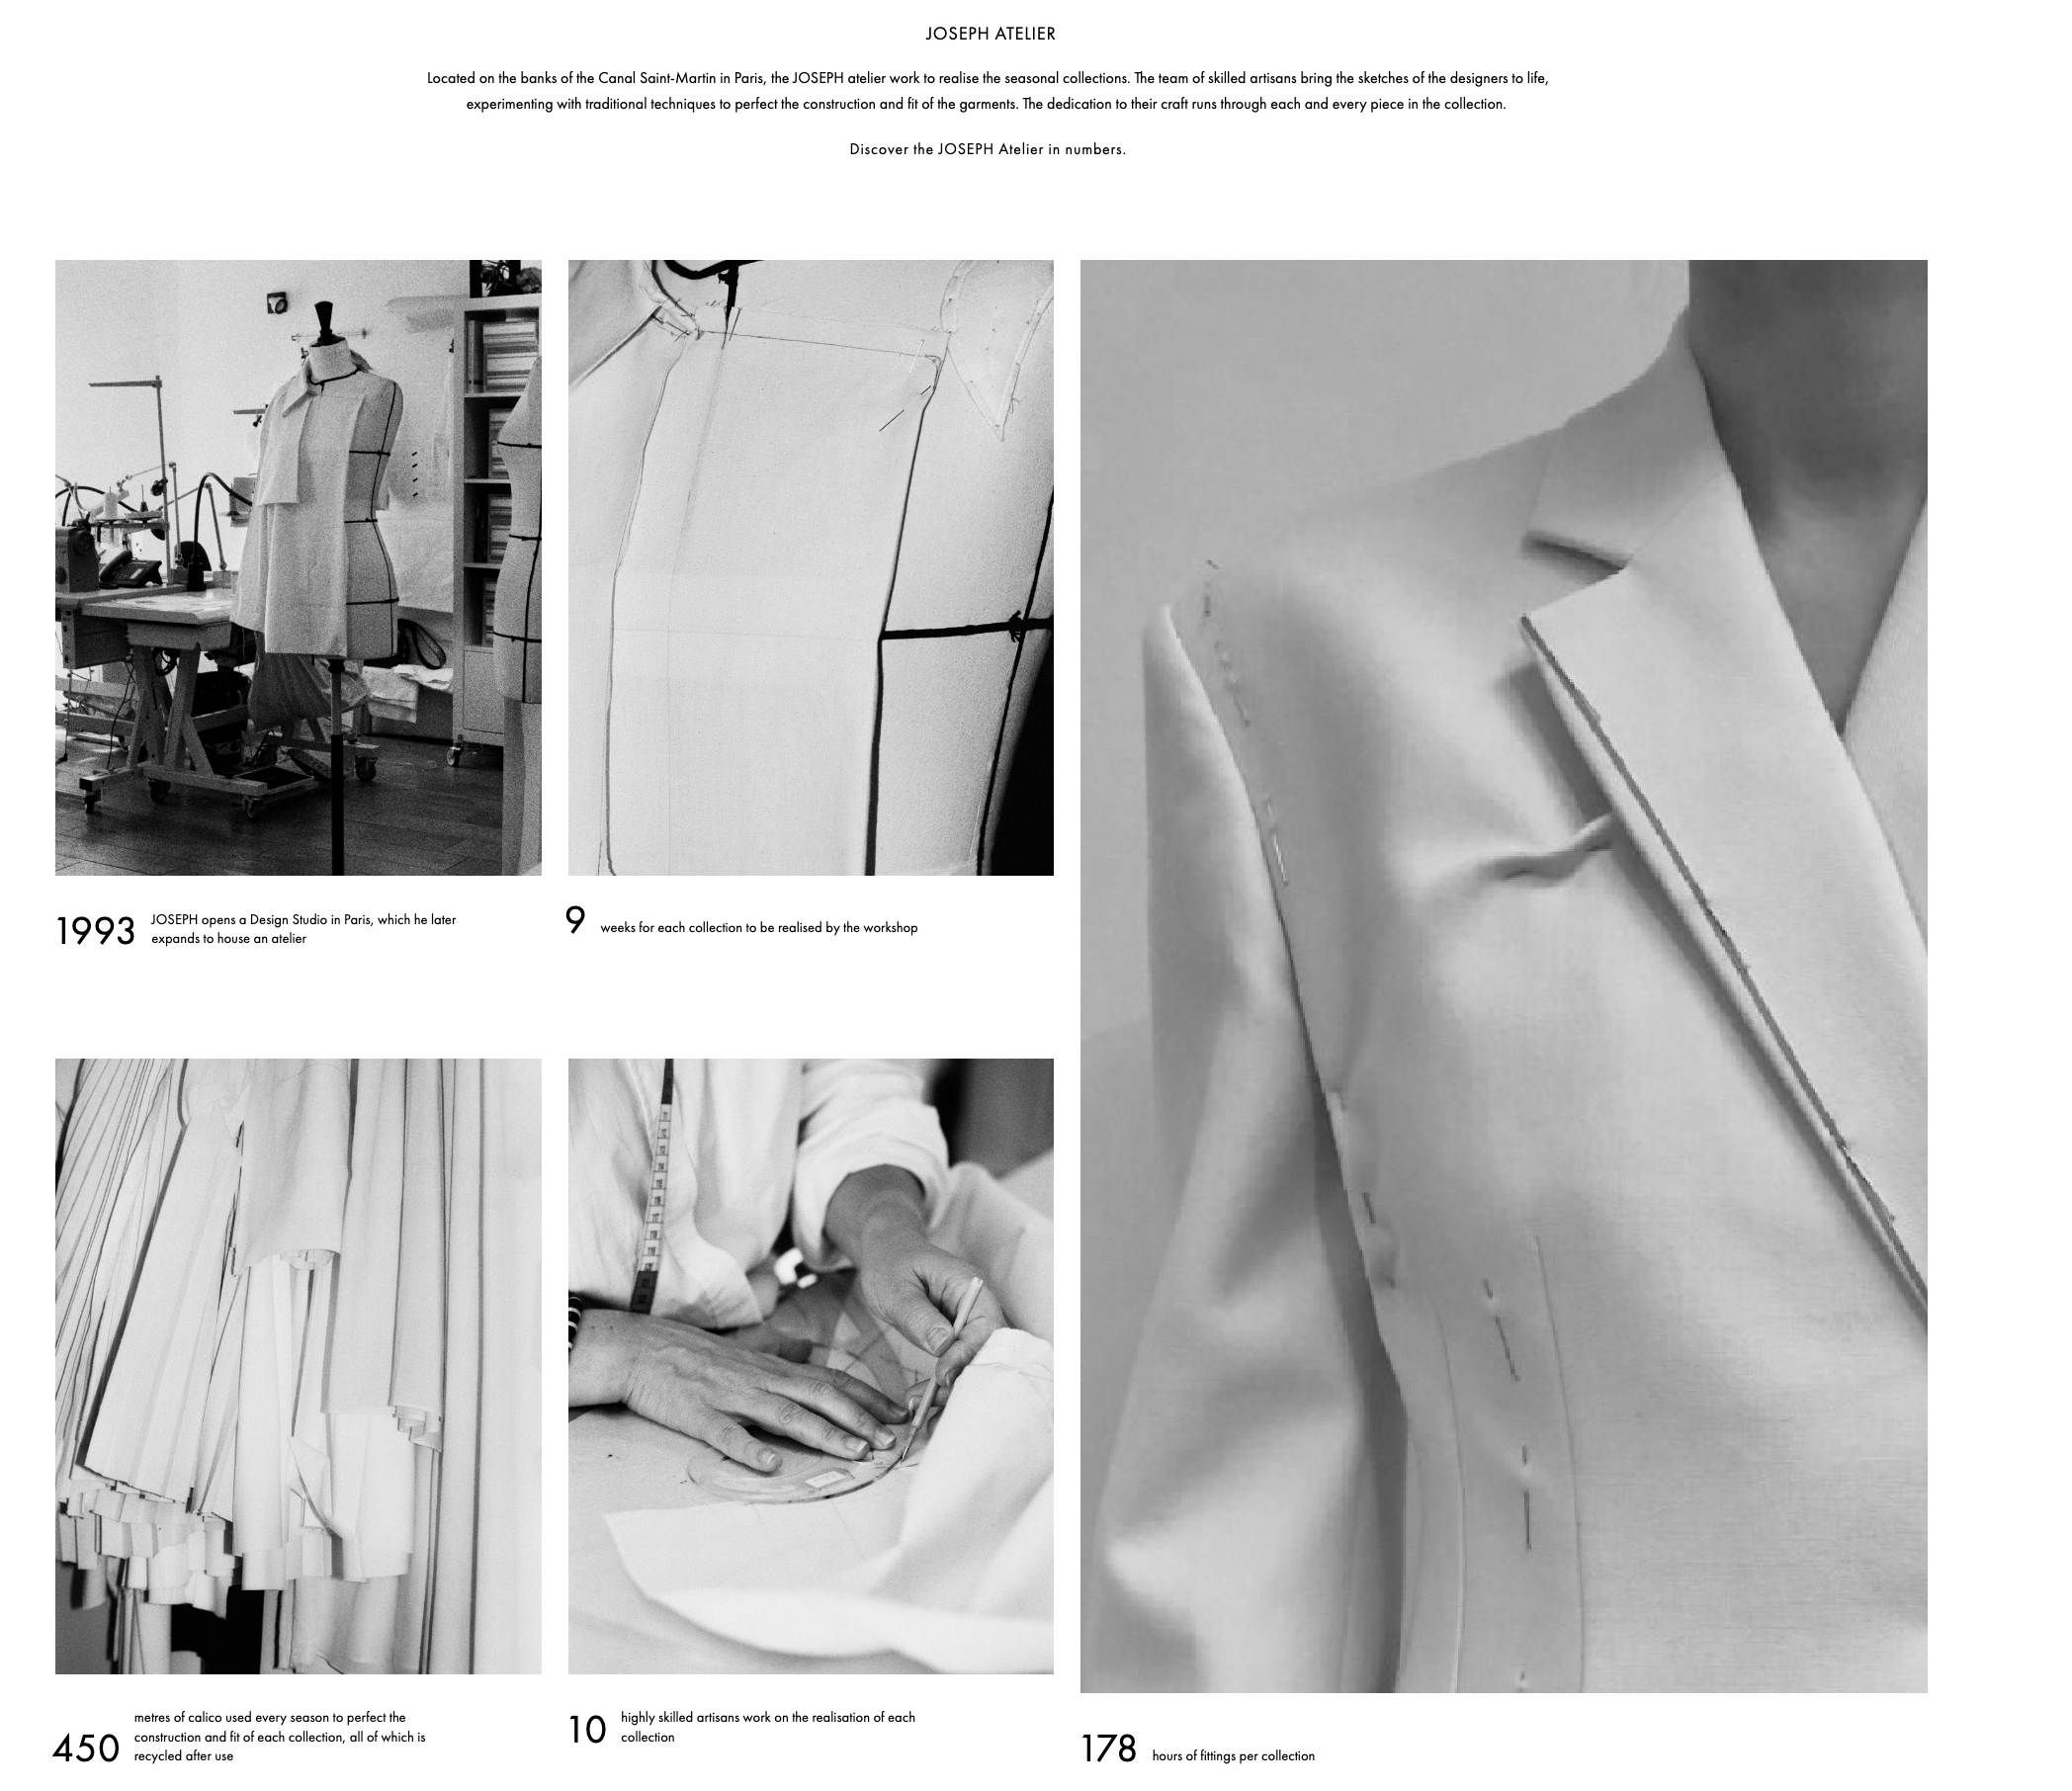 JOSEPH ATELIER
Located on the banks of the Canal Saint-Martin in Paris, the JOSEPH atelier work to realise the seasonal collections. The team of skilled artisans bring the sketches of the designers to life,
experimenting with traditional techniques to perfect the construction and fit of the garments. The dedication to their craft runs through each and every piece in the collection.
Discover the JOSEPH Atelier in numbers.
1993 JOSEPH opens a Design Studio in Paris, which he later
expands to house an atelier
9 weeks for each collection to be realised by the workshop
450 metres of calico used every season to perfect the
construction and fit of each collection, all of which is
recycled after use
10 highly skilled artisans work on the realisation of each
collection
178 hours of fittings per collection